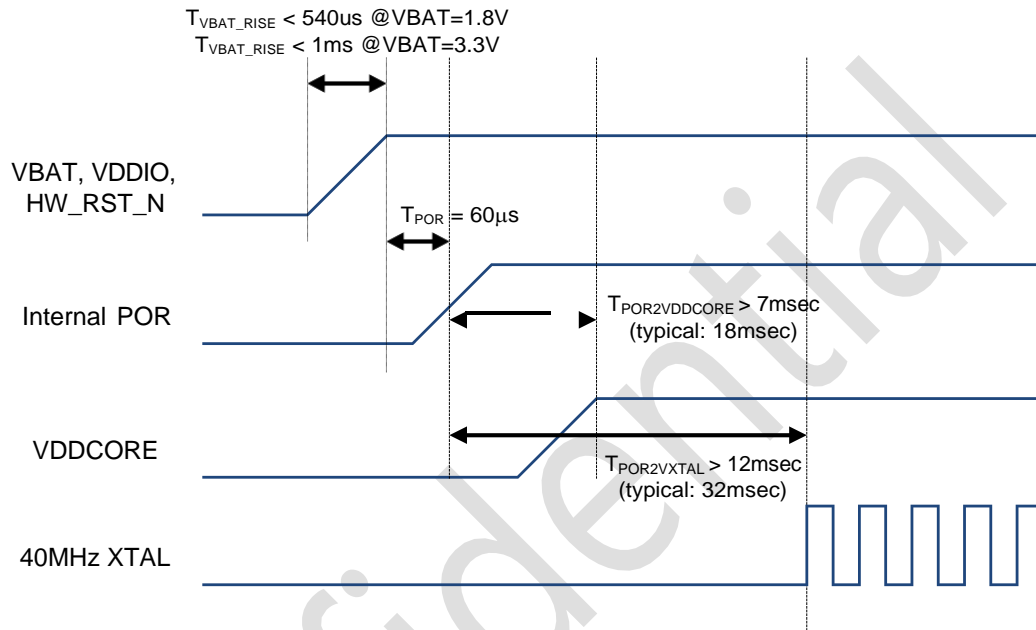 TVBAT_RISE < 540us @VBAT=1.8V
TVBAT_RISE < 1ms @VBAT=3.3V
VBAT, VDDIO,
HW_RST_N
TPOR = 60μs
Internal POR
TPOR2VDDCORE > 7msec
(typical: 18msec)
VDDCORE
TPOR2VXTAL > 12msec
(typical: 32msec)
40MHz XTAL
fidential